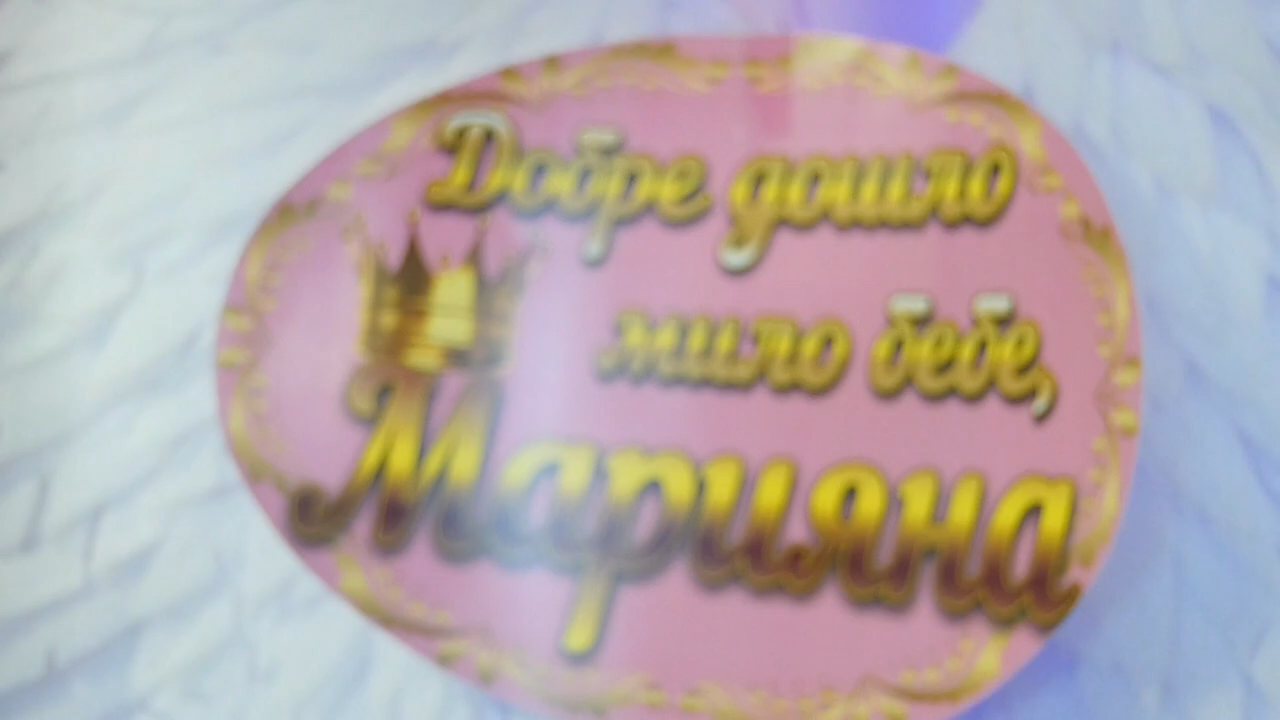 Добре дошло
мило бебе,
Марияна